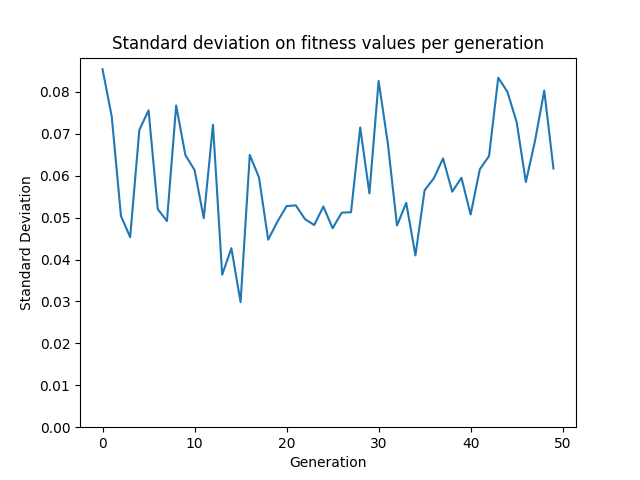 Standard deviation on fitness values per generation
0.08
0.07
0.06
0.05
0.04
0.03
0.02
0.01
0.00
Standard Deviation
0 10 20 30 40 50
Generation